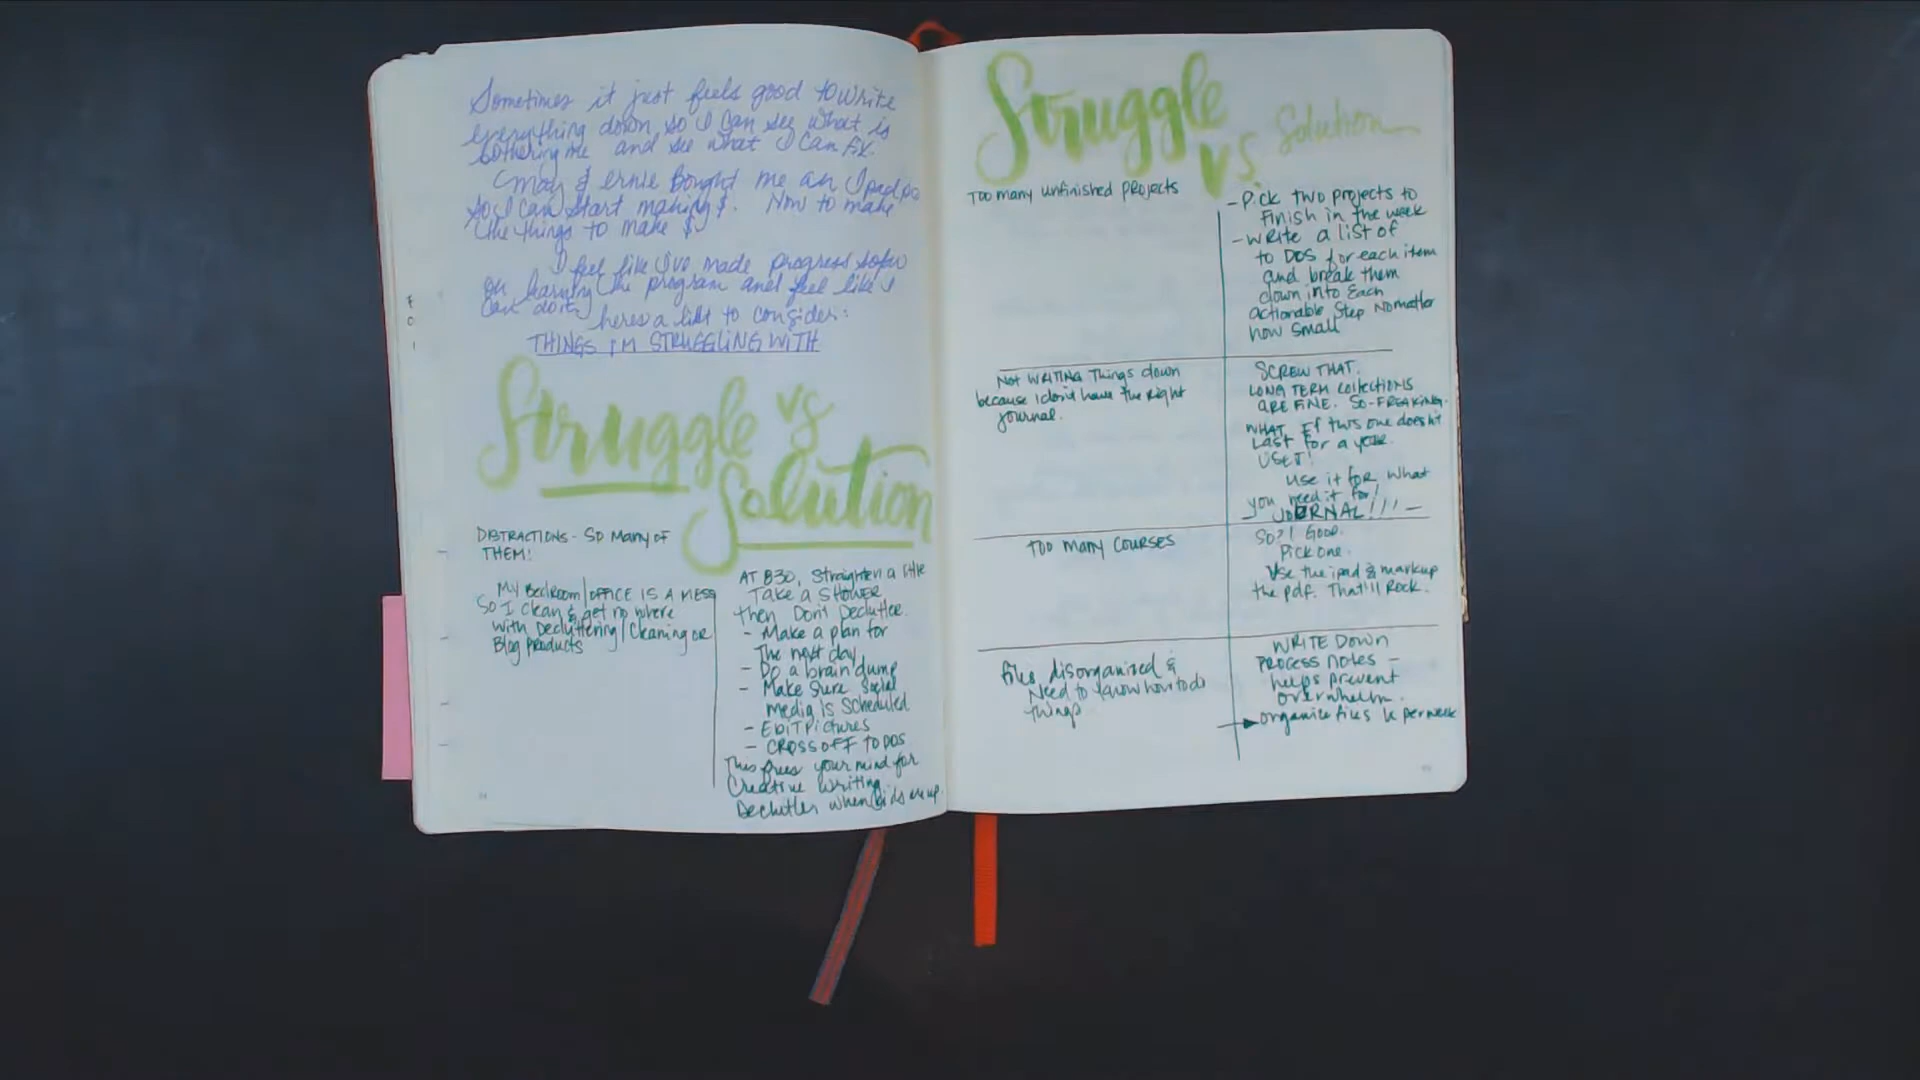 Sometimes it just feels good to write
everything down, so I can see what is
bothering me and see what I can fix.
& ernie Bought me an Ipad pro
so I can start making $. Now to make
the things to make $
I feel like I've made progress sofar
on learning the program and feel like I
can do it,
heres a list to consider:
THINGS I'M STRUGGLING WITH
Struggle vs
Solution
DISTRACTIONS - SO Many OF
THEM!
My Bedroom/OFFICE IS A MESS
SO I clean & get no where
with Decluttering/Cleaning or
Blog Products
AT 830, Straighten a little
Take a SHOWER
then Don't Declutter.
- Make a plan for
The next day
- Do a brain dump
- Make Sure Social
Media is Scheduled
- EDIT Pictures
- CROSS OFF TO DOS
This frees your mind for
Creative Writing
Declutter when kids are up
Struggle
vs Solution
TOO many unfinished PROjects
- Pick two projects to
finish in the week
- WRITE a list of
to DOS for each item
and break them
down into Each
actionable Step No matter
how small
Not WRITING Things down
because I don't have the right
journal.
SCREW THAT.
LONG TERM collections
ARE FINE. SO-FREAKING-
WHAT If this one doesn't
Last for a year.
USE IT!
use it for what
you need it for!
JOURNAL!!! -
TOO MANY COURSES
SO?! Good.
Pick one.
Use the ipad & markup
the pdf. That'll Rock.
files disorganized &
Need to know how to do
things
WRITE DOWN
PROCESS notes -
helps prevent
overwhelm.
organize files 1x per week